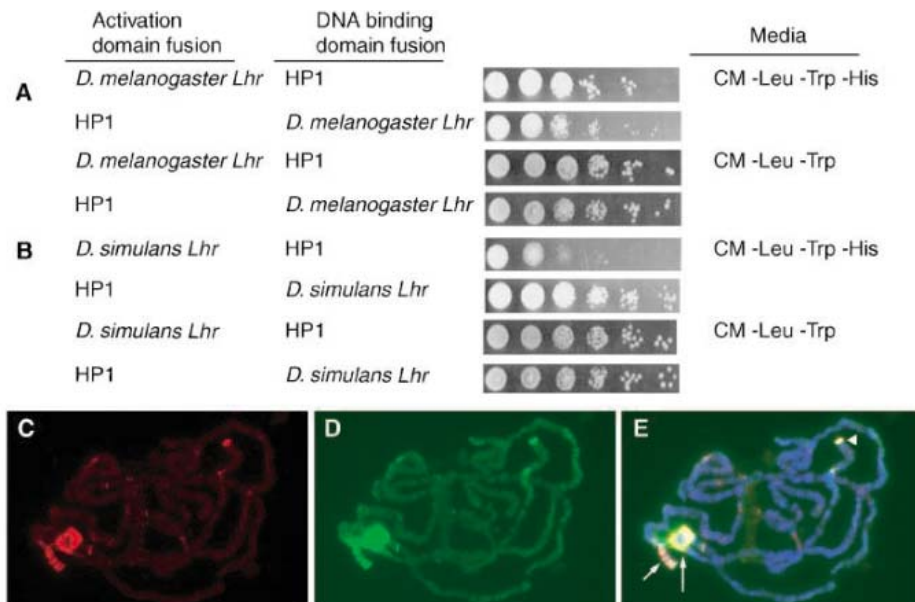 Activation domain fusion DNA binding domain fusion Media
A D. melanogaster Lhr HP1 CM -Leu -Trp -His
HP1 D. melanogaster Lhr
D. melanogaster Lhr HP1 CM -Leu -Trp
HP1 D. melanogaster Lhr
B D. simulans Lhr HP1 CM -Leu -Trp -His
HP1 D. simulans Lhr
D. simulans Lhr HP1 CM -Leu -Trp
HP1 D. simulans Lhr
C D E